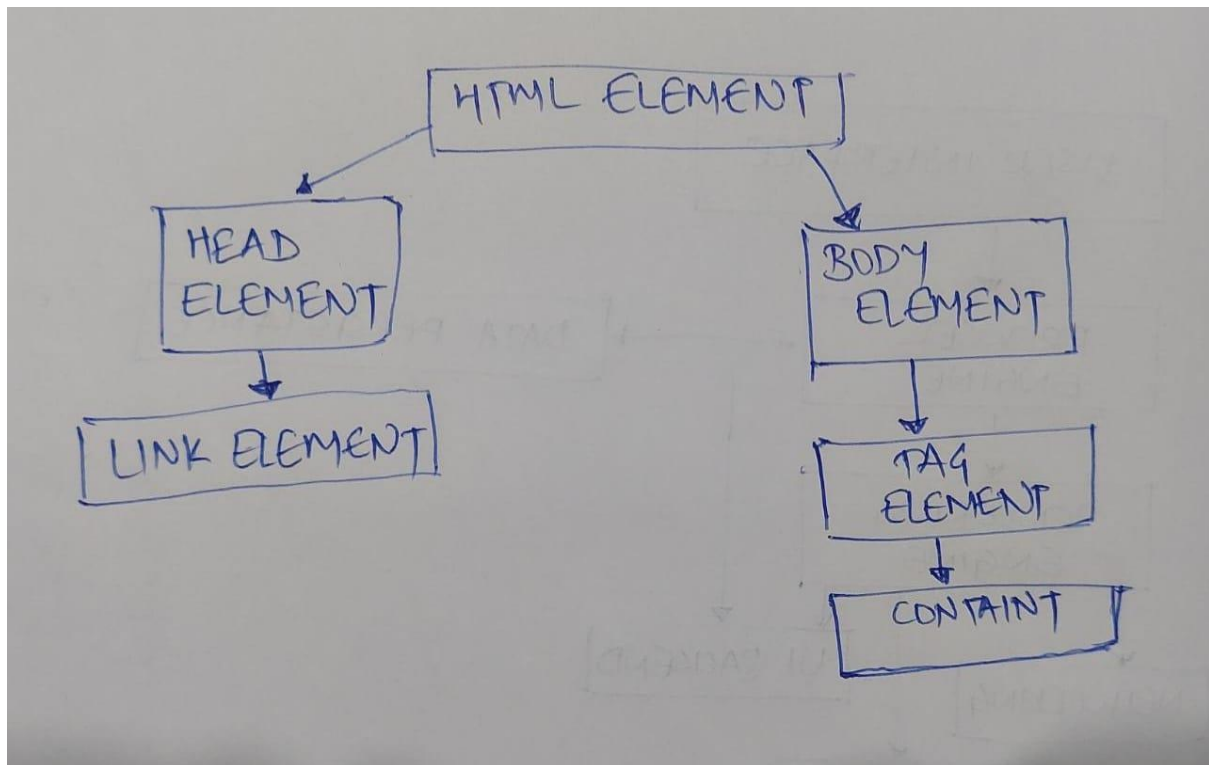 HTML ELEMENT
HEAD
ELEMENT
BODY
ELEMENT
LINK ELEMENT
TAG
ELEMENT
CONTAINT